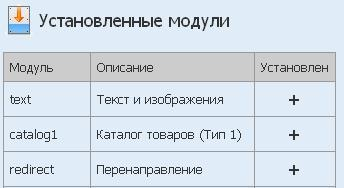 Установленные модули
Модуль Описание Установлен
text Текст и изображения +
catalog1 Каталог товаров (Тип 1) +
redirect Перенаправление +